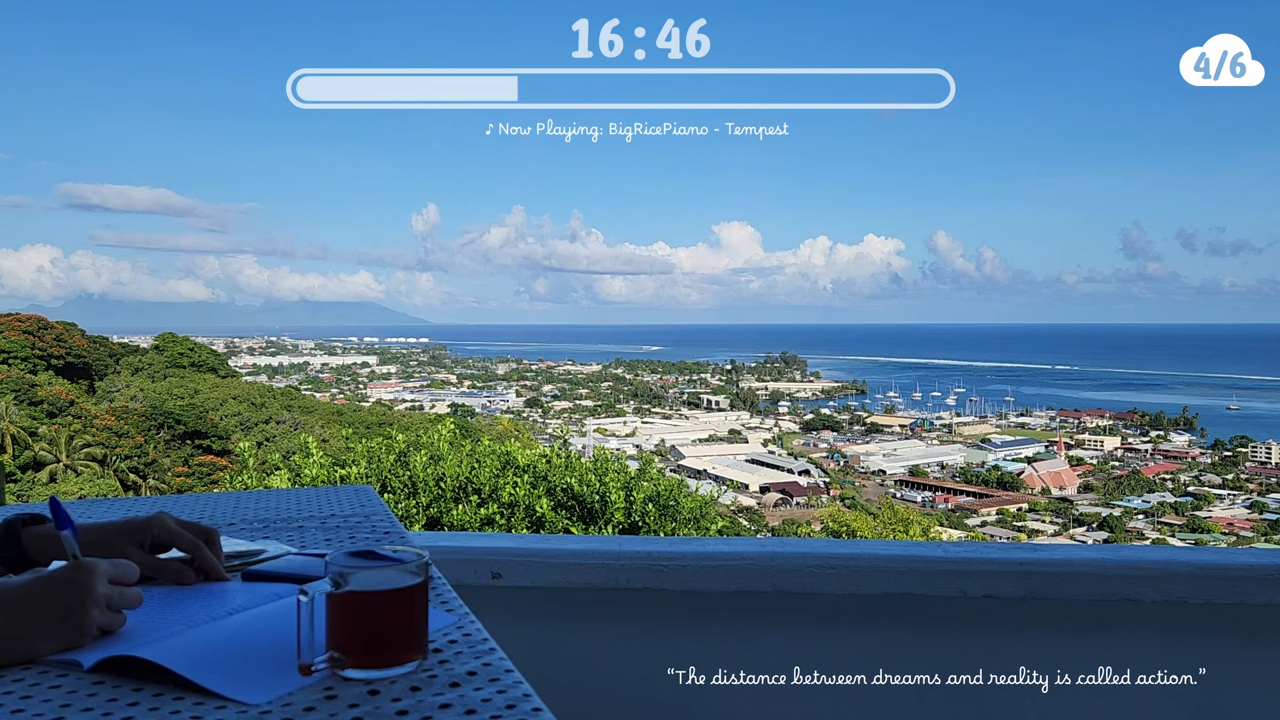 16:46
4/6
♪ Now Playing: BigRicePiano - Tempest
“The distance between dreams and reality is called action.”